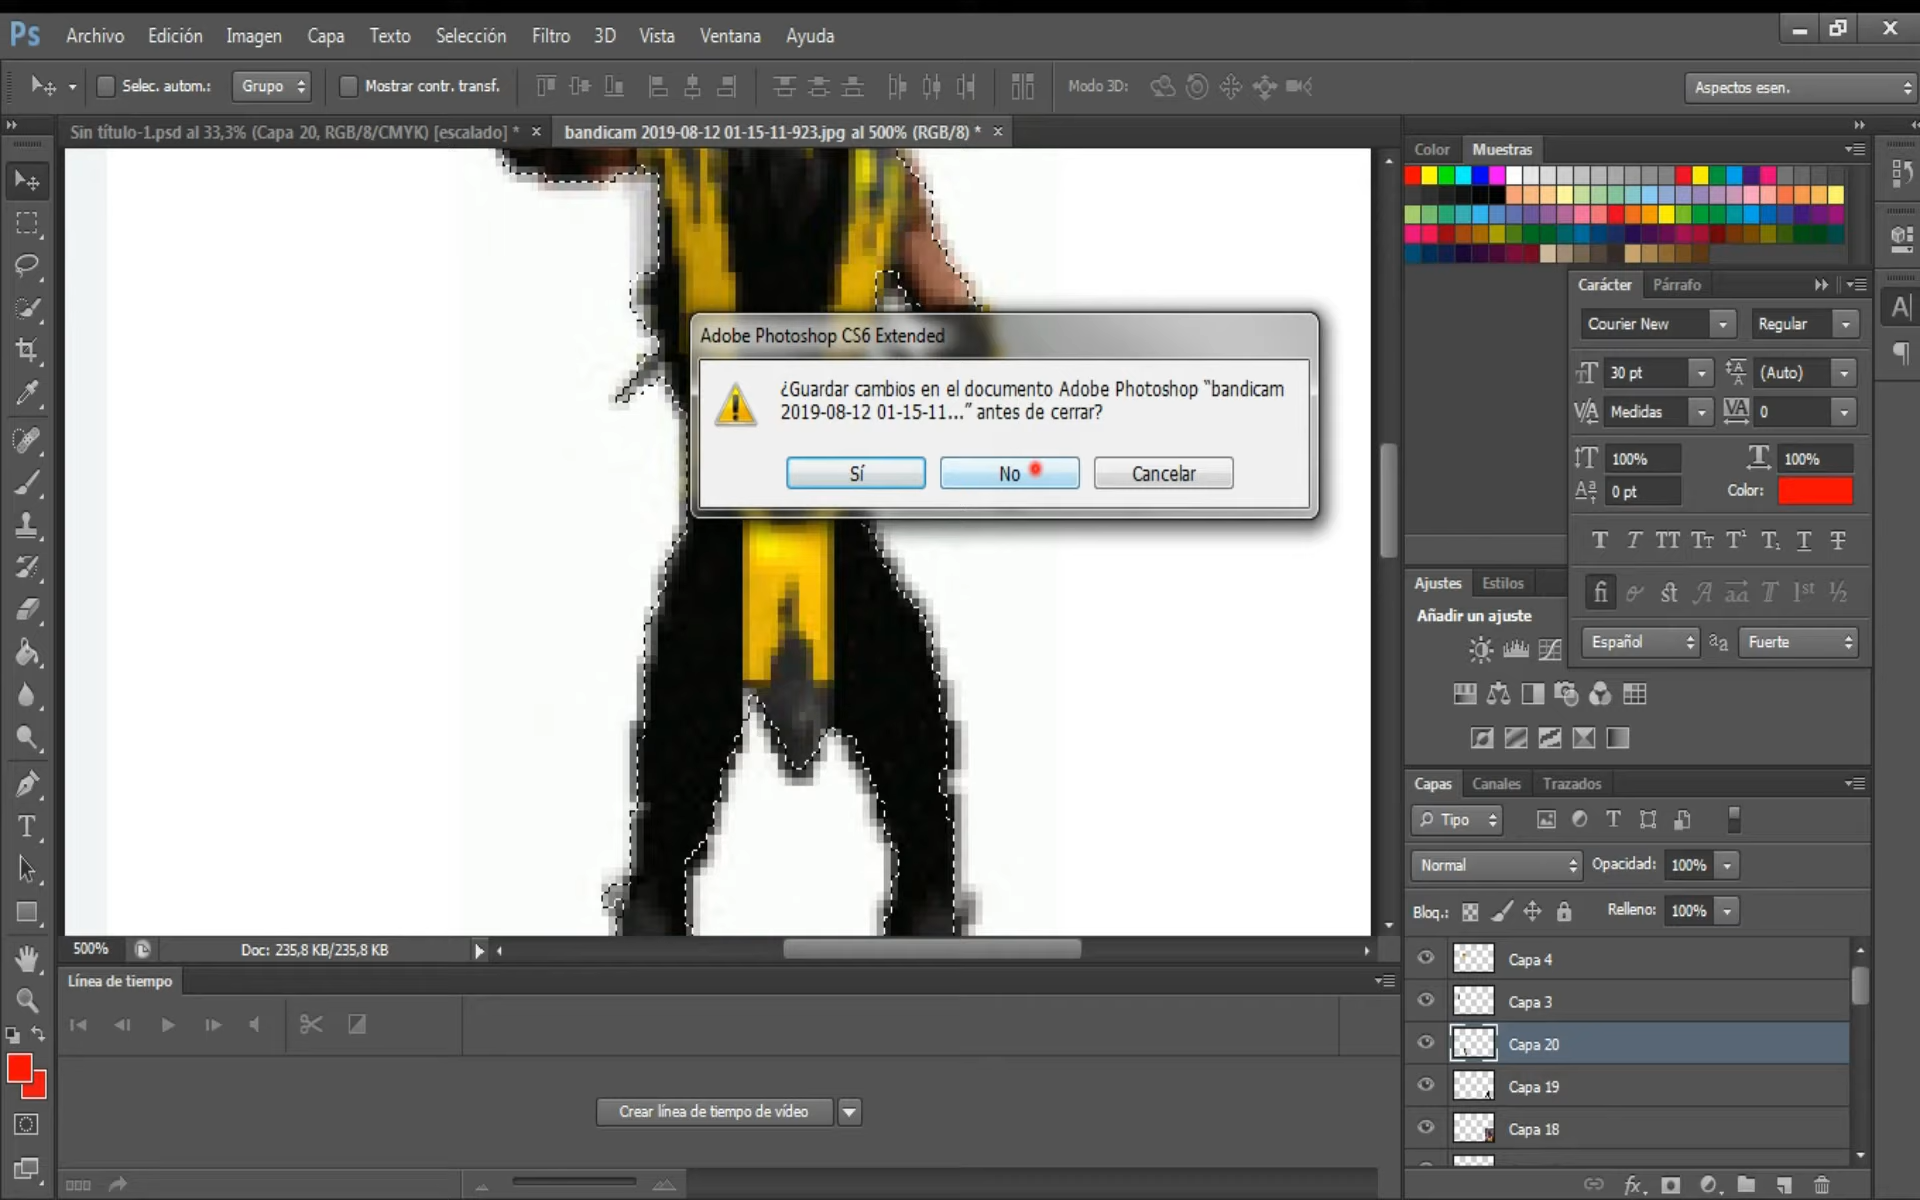 Ps Archivo Edición Imagen Capa Texto Selección Filtro 3D Vista Ventana Ayuda
Selec. autom.: Grupo Mostrar contr. transf. Modo 3D: Aspectos esen.
Sin título-1.psd al 33,3% (Capa 20, RGB/8/CMYK) [escalado] * × bandicam 2019-08-12 01-15-11-923.jpg al 500% (RGB/8) * ×
Color Muestras
Carácter Párrafo
Courier New Regular
30 pt (Auto)
Medidas 0
100% 100%
0 pt Color:
Español Fuerte
Adobe Photoshop CS6 Extended
¿Guardar cambios en el documento Adobe Photoshop “bandicam
2019-08-12 01-15-11...” antes de cerrar?
Sí No Cancelar
Ajustes Estilos
Añadir un ajuste
Capas Canales Trazados
Tipo
Normal Opacidad: 100%
Bloq.: Relleno: 100%
Capa 4
Capa 3
Capa 20
Capa 19
Capa 18
500% Doc: 235,8 KB/235,8 KB
Línea de tiempo
Crear línea de tiempo de vídeo